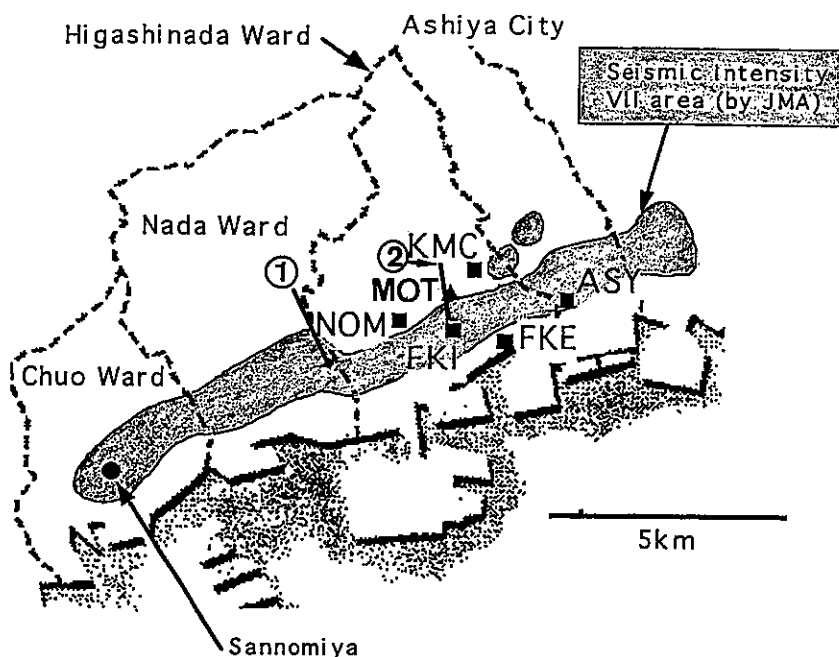 Higashinada Ward
Ashiya City
Seismic Intensity
VII area (by JMA)
Nada Ward
①
② KMC
MOT
ASY
NOM
FKI
FKE
Chuo Ward
5km
Sannomiya